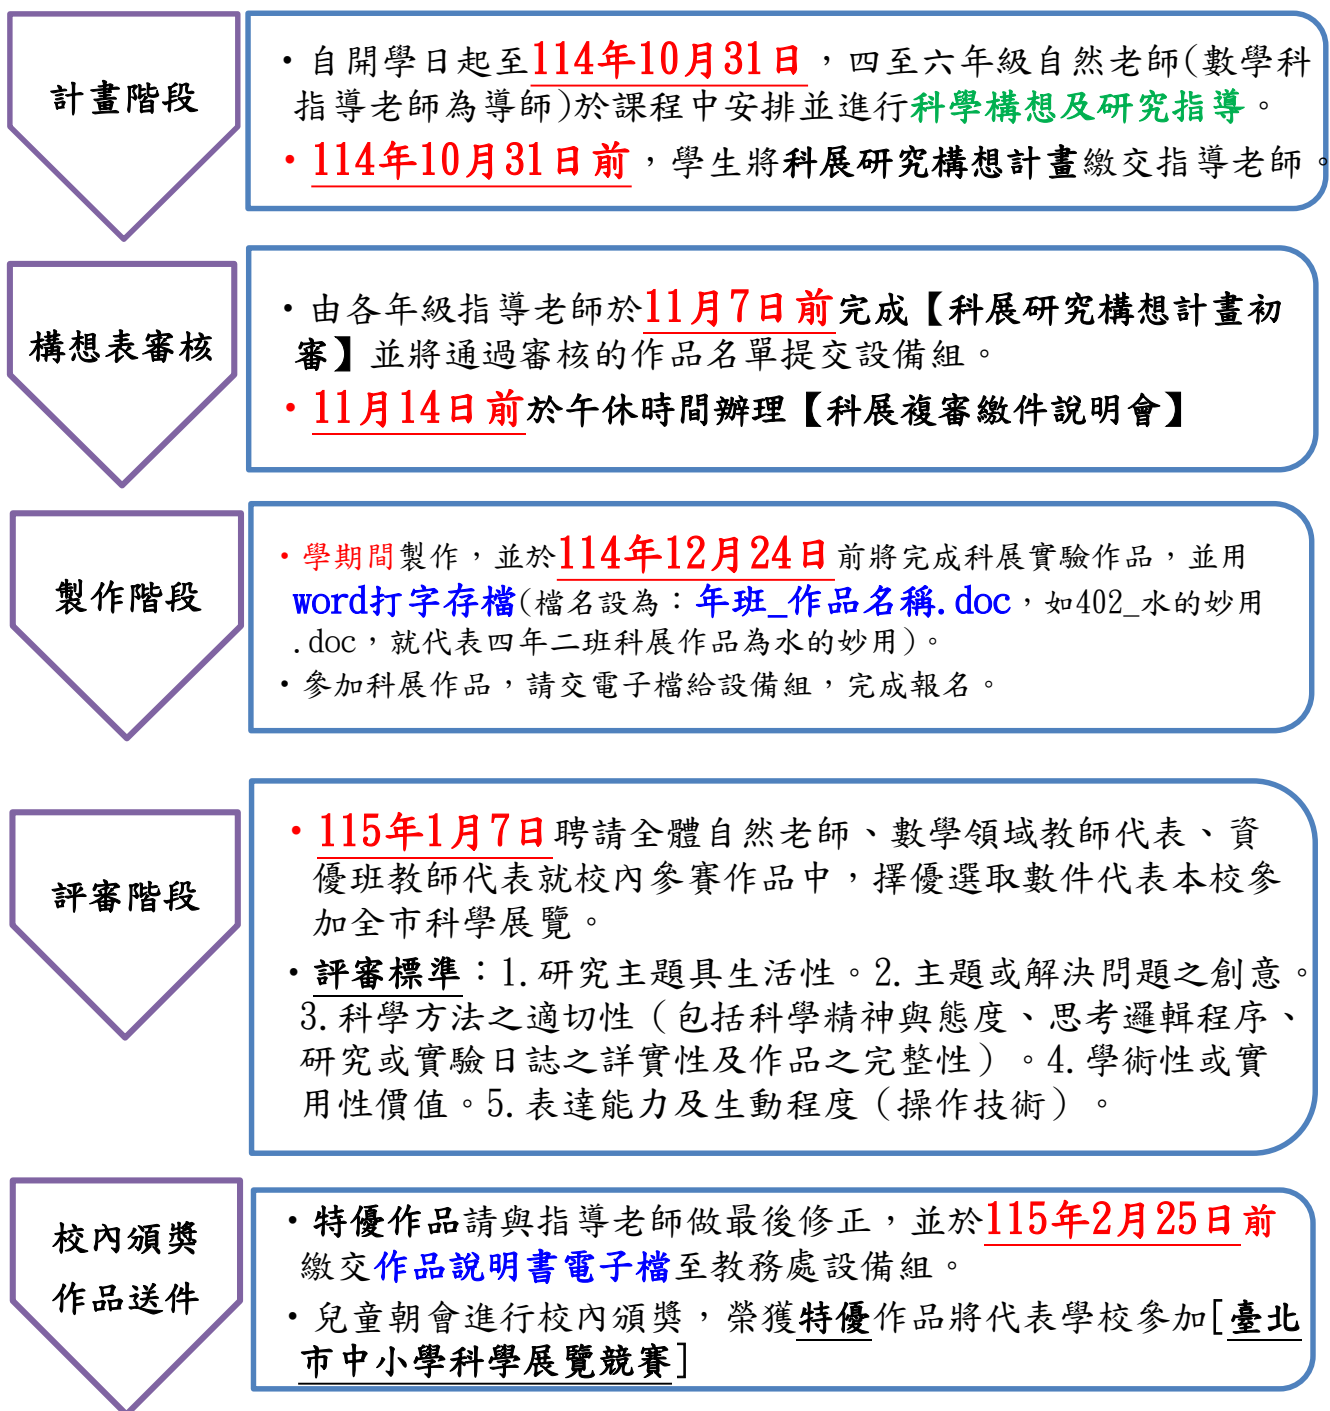 計畫階段
・自開學日起至114年10月31日，四至六年級自然老師(數學科
指導老師為導師)於課程中安排並進行科學構想及研究指導。
・114年10月31日前，學生將科展研究構想計畫繳交指導老師。
構想表審核
・由各年級指導老師於11月7日前完成【科展研究構想計畫初
審】並將通過審核的作品名單提交設備組。
・11月14日前於午休時間辦理【科展複審繳件說明會】
製作階段
・學期間製作，並於114年12月24日前將完成科展實驗作品，並用
word打字存檔(檔名設為：年班_作品名稱.doc，如402_水的妙用
.doc，就代表四年二班科展作品為水的妙用)。
・參加科展作品，請交電子檔給設備組，完成報名。
評審階段
・115年1月7日聘請全體自然老師、數學領域教師代表、資
優班教師代表就校內參賽作品中，擇優選取數件代表本校參
加全市科學展覽。
・評審標準：1.研究主題具生活性。2.主題或解決問題之創意。
3.科學方法之適切性（包括科學精神與態度、思考邏輯程序、
研究或實驗日誌之詳實性及作品之完整性）。4.學術性或實
用性價值。5.表達能力及生動程度（操作技術）。
校內頒獎
作品送件
・特優作品請與指導老師做最後修正，並於115年2月25日前
繳交作品說明書電子檔至教務處設備組。
・兒童朝會進行校內頒獎，榮獲特優作品將代表學校參加[臺北
市中小學科學展覽競賽]